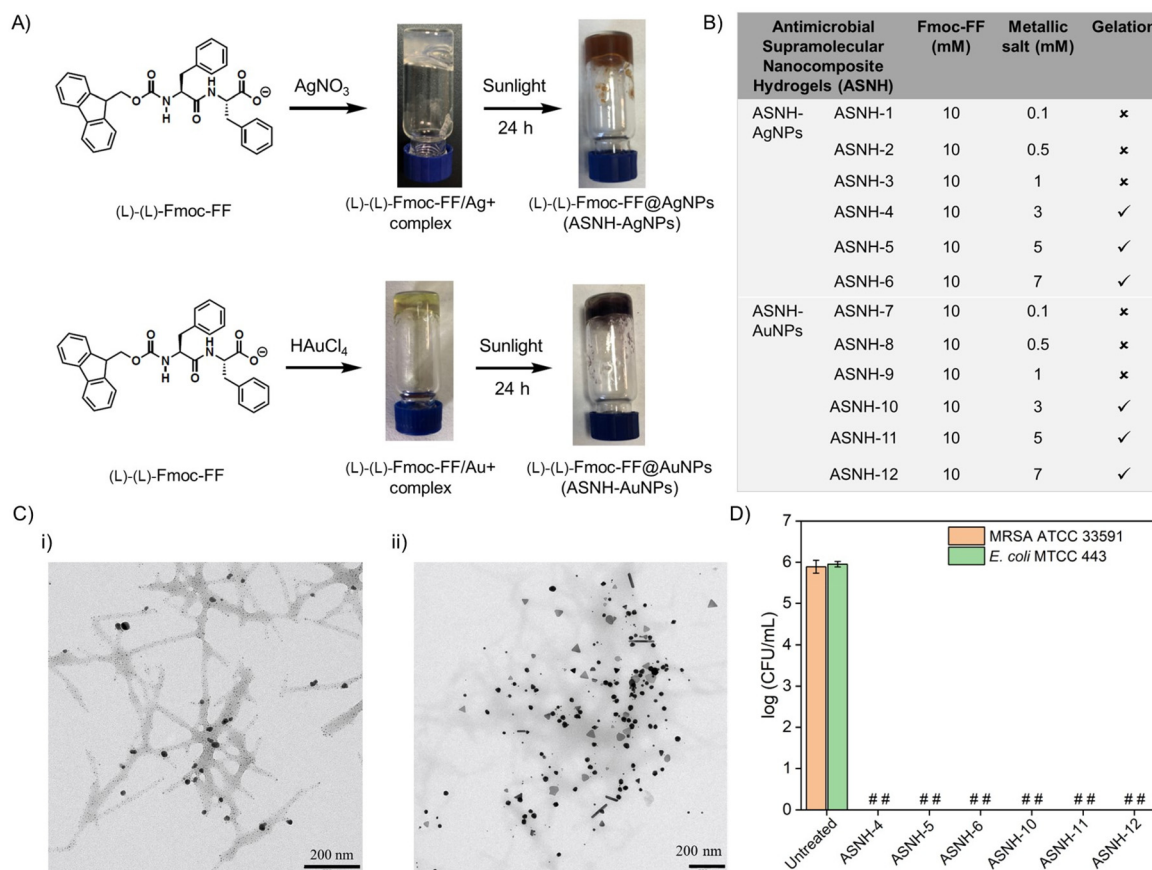 A)
O
O
N
H
O
H
N
O
O⊖
AgNO₃
Sunlight
24 h
(L)-(L)-Fmoc-FF
(L)-(L)-Fmoc-FF/Ag+
complex
(L)-(L)-Fmoc-FF@AgNPs
(ASNH-AgNPs)
O
O
N
H
O
H
N
O
O⊖
HAuCl₄
Sunlight
24 h
(L)-(L)-Fmoc-FF
(L)-(L)-Fmoc-FF/Au+
complex
(L)-(L)-Fmoc-FF@AuNPs
(ASNH-AuNPs)
B)
Antimicrobial Supramolecular Nanocomposite Hydrogels (ASNH) Fmoc-FF (mM) Metallic salt (mM) Gelation
ASNH-AgNPs ASNH-1 10 0.1 ×
ASNH-2 10 0.5 ×
ASNH-3 10 1 ×
ASNH-4 10 3 ✓
ASNH-5 10 5 ✓
ASNH-6 10 7 ✓
ASNH-AuNPs ASNH-7 10 0.1 ×
ASNH-8 10 0.5 ×
ASNH-9 10 1 ×
ASNH-10 10 3 ✓
ASNH-11 10 5 ✓
ASNH-12 10 7 ✓
C)
i)
200 nm
ii)
200 nm
D)
MRSA ATCC 33591
E. coli MTCC 443
log (CFU/mL)
7
6
5
4
3
2
1
0
# # # # # # # # # # # #
Untreated ASNH-4 ASNH-5 ASNH-6 ASNH-10 ASNH-11 ASNH-12